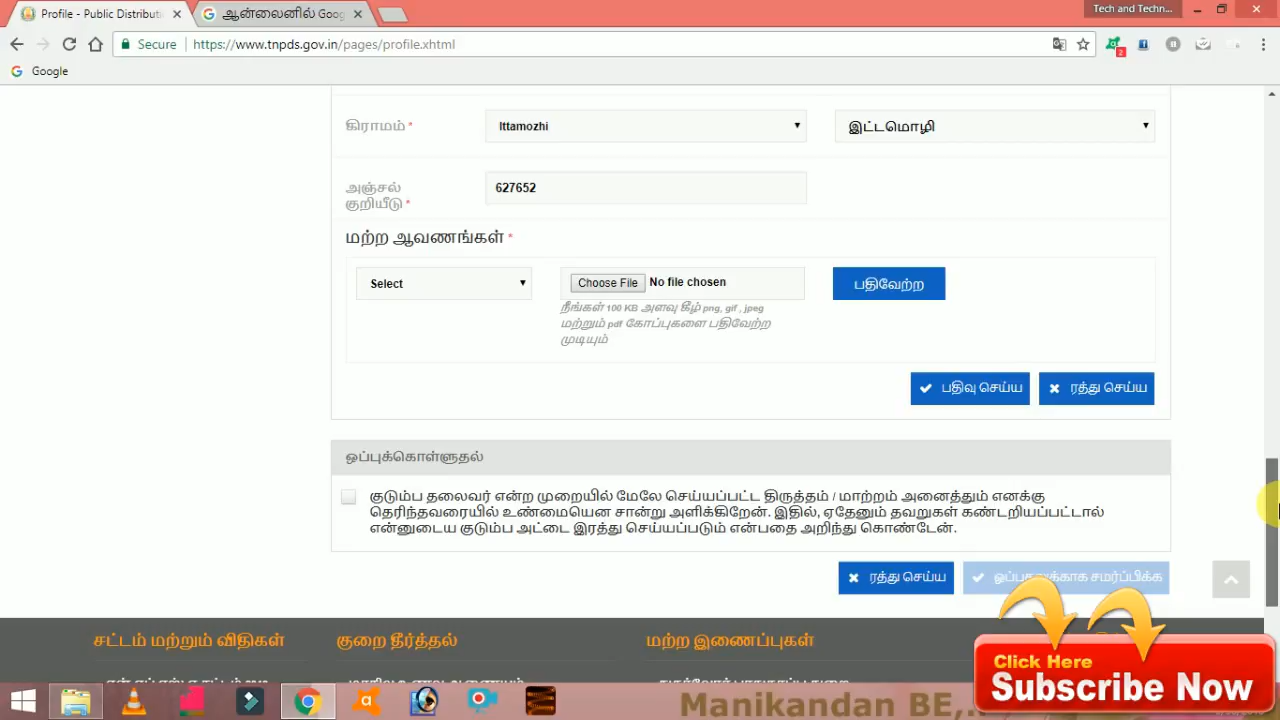 Profile - Public Distributi
ஆன்லைனில் Goog
Tech and Techn...
Secure https://www.tnpds.gov.in/pages/profile.xhtml
2
Google
கிராமம் * Ittamozhi இட்டமொழி
அஞ்சல்
குறியீடு * 627652
மற்ற ஆவணங்கள் *
Select Choose File No file chosen பதிவேற்ற
நீங்கள் 100 KB அளவு கீழ் png, gif , jpeg
மற்றும் pdf கோப்புகளை பதிவேற்ற
முடியும்
பதிவு செய்ய ரத்து செய்ய
ஒப்புக்கொள்ளுதல்
குடும்ப தலைவர் என்ற முறையில் மேலே செய்யப்பட்ட திருத்தம் / மாற்றம் அனைத்தும் எனக்கு
தெரிந்தவரையில் உண்மையென சான்று அளிக்கிறேன். இதில், ஏதேனும் தவறுகள் கண்டறியப்பட்டால்
என்னுடைய குடும்ப அட்டை இரத்து செய்யப்படும் என்பதை அறிந்து கொண்டேன்.
ரத்து செய்ய சமர்ப்பிக்க
சட்டம் மற்றும் விதிகள் குறை தீர்த்தல் மற்ற இணைப்புகள்
Click Here
Subscribe Now
Manikandan BE,